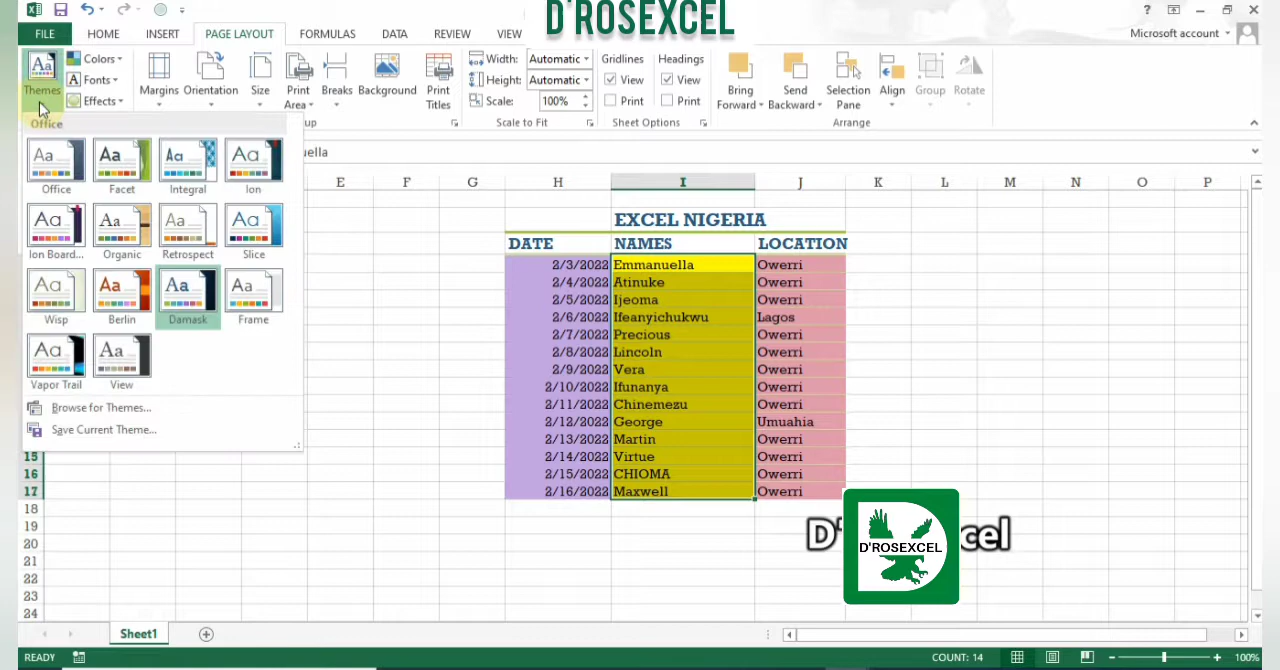 D'ROSEXCEL
FILE HOME INSERT PAGE LAYOUT FORMULAS DATA REVIEW VIEW
Microsoft account
Themes Colors Fonts Effects
Margins Orientation Size Print Area Breaks Background Print Titles
Width: Automatic
Height: Automatic
Scale: 100%
Scale to Fit
Gridlines View Print
Headings View Print
Sheet Options
Bring Forward Send Backward Selection Pane Align Group Rotate
Arrange
up
Office
Office Facet Integral Ion
Ion Board... Organic Retrospect Slice
Wisp Berlin Damask Frame
Vapor Trail View
Browse for Themes...
Save Current Theme...
uella
E F G H I J K L M N O P
EXCEL NIGERIA
DATE NAMES LOCATION
2/3/2022 Emmanuella Owerri
2/4/2022 Atinuke Owerri
2/5/2022 Ijeoma Owerri
2/6/2022 Ifeanyichukwu Lagos
2/7/2022 Precious Owerri
2/8/2022 Lincoln Owerri
2/9/2022 Vera Owerri
2/10/2022 Ifunanya Owerri
2/11/2022 Chinemezu Owerri
2/12/2022 George Umuahia
2/13/2022 Martin Owerri
15 2/14/2022 Virtue Owerri
16 2/15/2022 CHIOMA Owerri
17 2/16/2022 Maxwell Owerri
18
19
20
21
22
23
24
D' cel
D'ROSEXCEL
Sheet1
READY COUNT: 14 100%